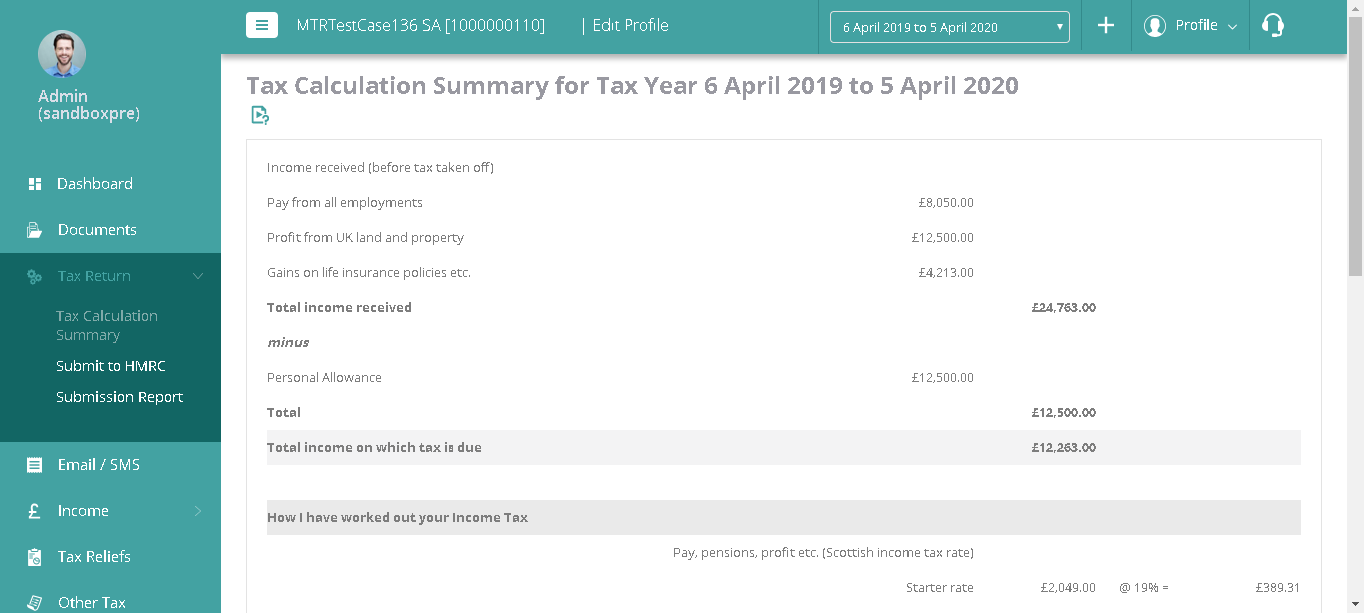 MTRTestCase136 SA [1000000110] | Edit Profile
6 April 2019 to 5 April 2020
Profile
Admin
(sandboxpre)
Dashboard
Documents
Tax Return
Tax Calculation
Summary
Submit to HMRC
Submission Report
Email / SMS
£ Income
Tax Reliefs
Other Tax
Tax Calculation Summary for Tax Year 6 April 2019 to 5 April 2020
Income received (before tax taken off)
Pay from all employments £8,050.00
Profit from UK land and property £12,500.00
Gains on life insurance policies etc. £4,213.00
Total income received £24,763.00
minus
Personal Allowance £12,500.00
Total £12,500.00
Total income on which tax is due £12,263.00
How I have worked out your Income Tax
Pay, pensions, profit etc. (Scottish income tax rate)
Starter rate £2,049.00 @ 19% = £389.31